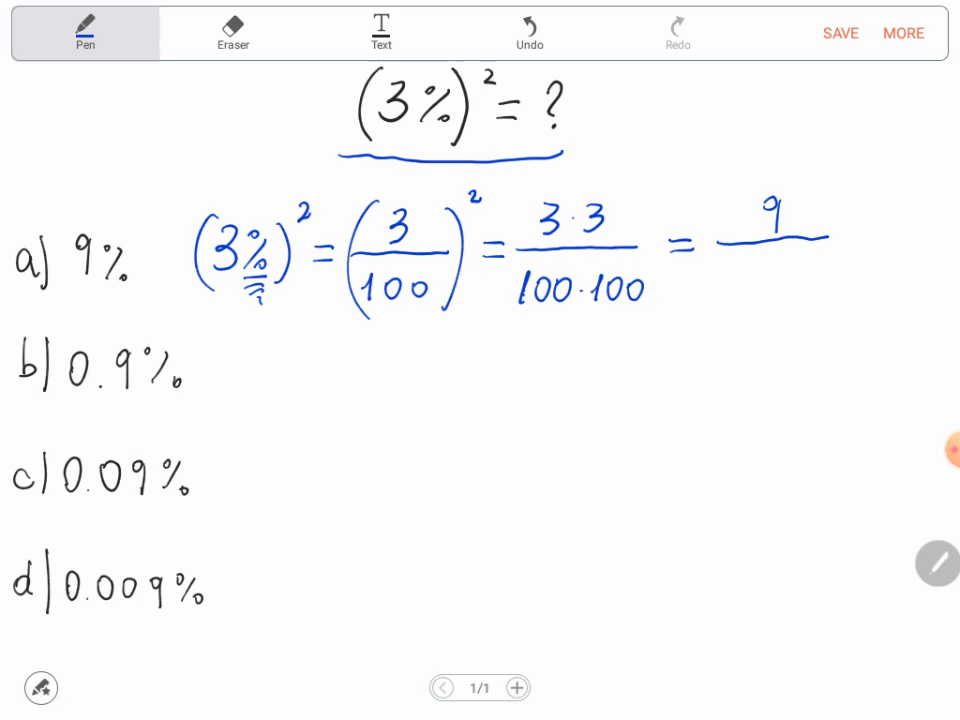 Pen Eraser Text Undo Redo SAVE MORE
(3%)² = ?
(3%)² = (3/100)² = 3·3/100·100 = 9/
a) 9%
b) 0.9%
c) 0.09%
d) 0.009%
1/1